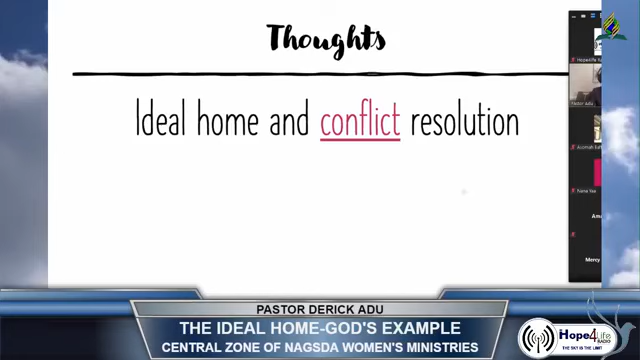 Thoughts
Ideal home and conflict resolution
Pastor adu
Mercy
PASTOR DERICK ADU
THE IDEAL HOME-GOD'S EXAMPLE
CENTRAL ZONE OF NAGSDA WOMEN'S MINISTRIES
Hope4Life
RADIO
THE SKY IS THE LIMIT